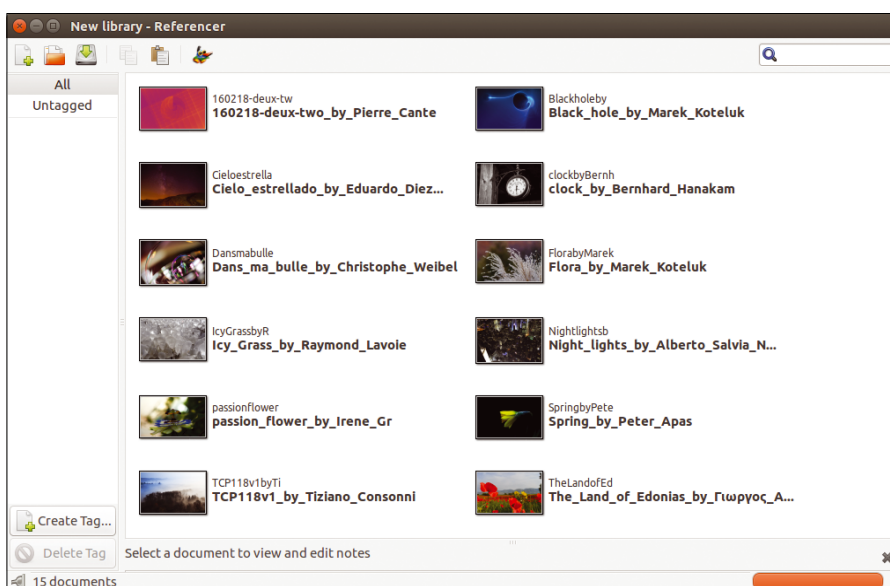 New library - Referencer
All
Untagged
160218-deux-tw
160218-deux-two_by_Pierre_Cante
Blackholeby
Black_hole_by_Marek_Koteluk
Cieloestrella
Cielo_estrellado_by_Eduardo_Diez...
clockbyBernh
clock_by_Bernhard_Hanakam
Dansmabulle
Dans_ma_bulle_by_Christophe_Weibel
FlorabyMarek
Flora_by_Marek_Koteluk
IcyGrassbyR
Icy_Grass_by_Raymond_Lavoie
Nightlightsb
Night_lights_by_Alberto_Salvia_N...
passionflower
passion_flower_by_Irene_Gr
SpringbyPete
Spring_by_Peter_Apas
TCP118v1byTi
TCP118v1_by_Tiziano_Consonni
TheLandofEd
The_Land_of_Edonias_by_Γιωργος_Α...
Create Tag...
Delete Tag
Select a document to view and edit notes
15 documents